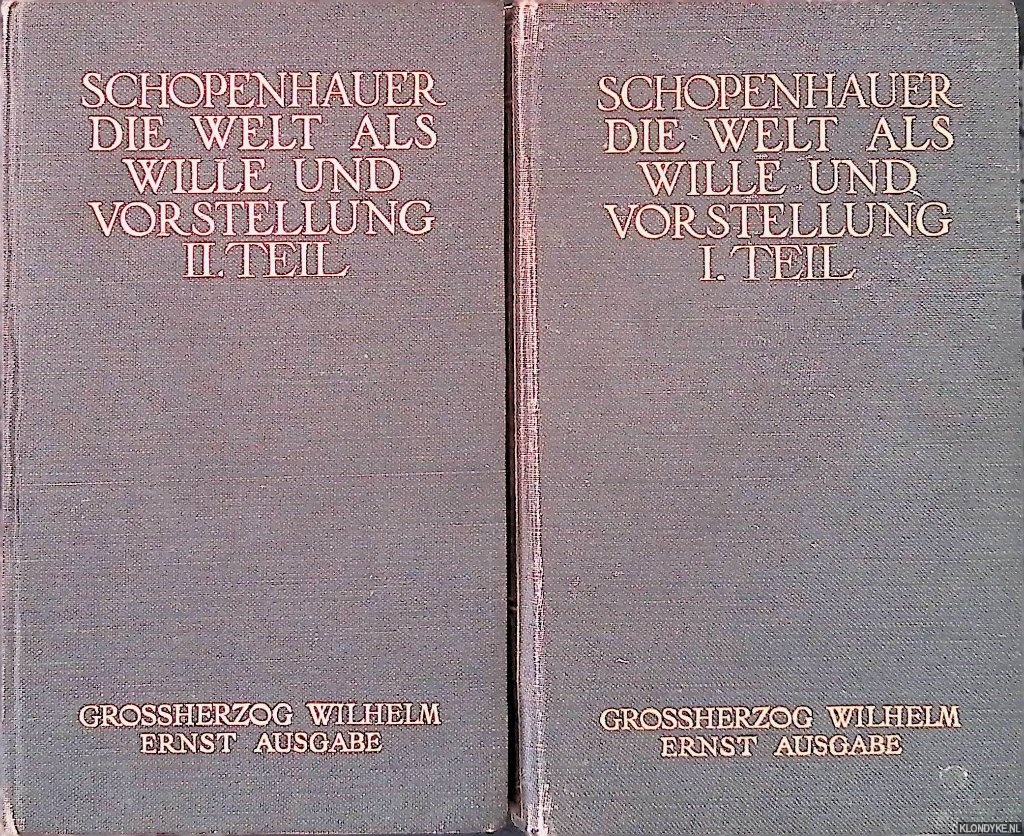 SCHOPENHAUER
DIE WELT ALS
WILLE UND
VORSTELLUNG
II. TEIL
GROSSHERZOG WILHELM
ERNST AUSGABE
SCHOPENHAUER
DIE WELT ALS
WILLE UND
VORSTELLUNG
I. TEIL
GROSSHERZOG WILHELM
ERNST AUSGABE
KLONDYKE.NL